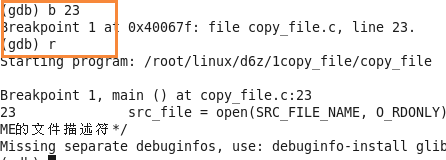 (gdb) b 23
Breakpoint 1 at 0x40067f: file copy_file.c, line 23.
(gdb) r
Starting program: /root/linux/d6z/1copy_file/copy_file
Breakpoint 1, main () at copy_file.c:23
23 src_file = open(SRC_FILE_NAME, O_RDONLY)
ME的文件描述符*/
Missing separate debuginfos, use: debuginfo-install glib